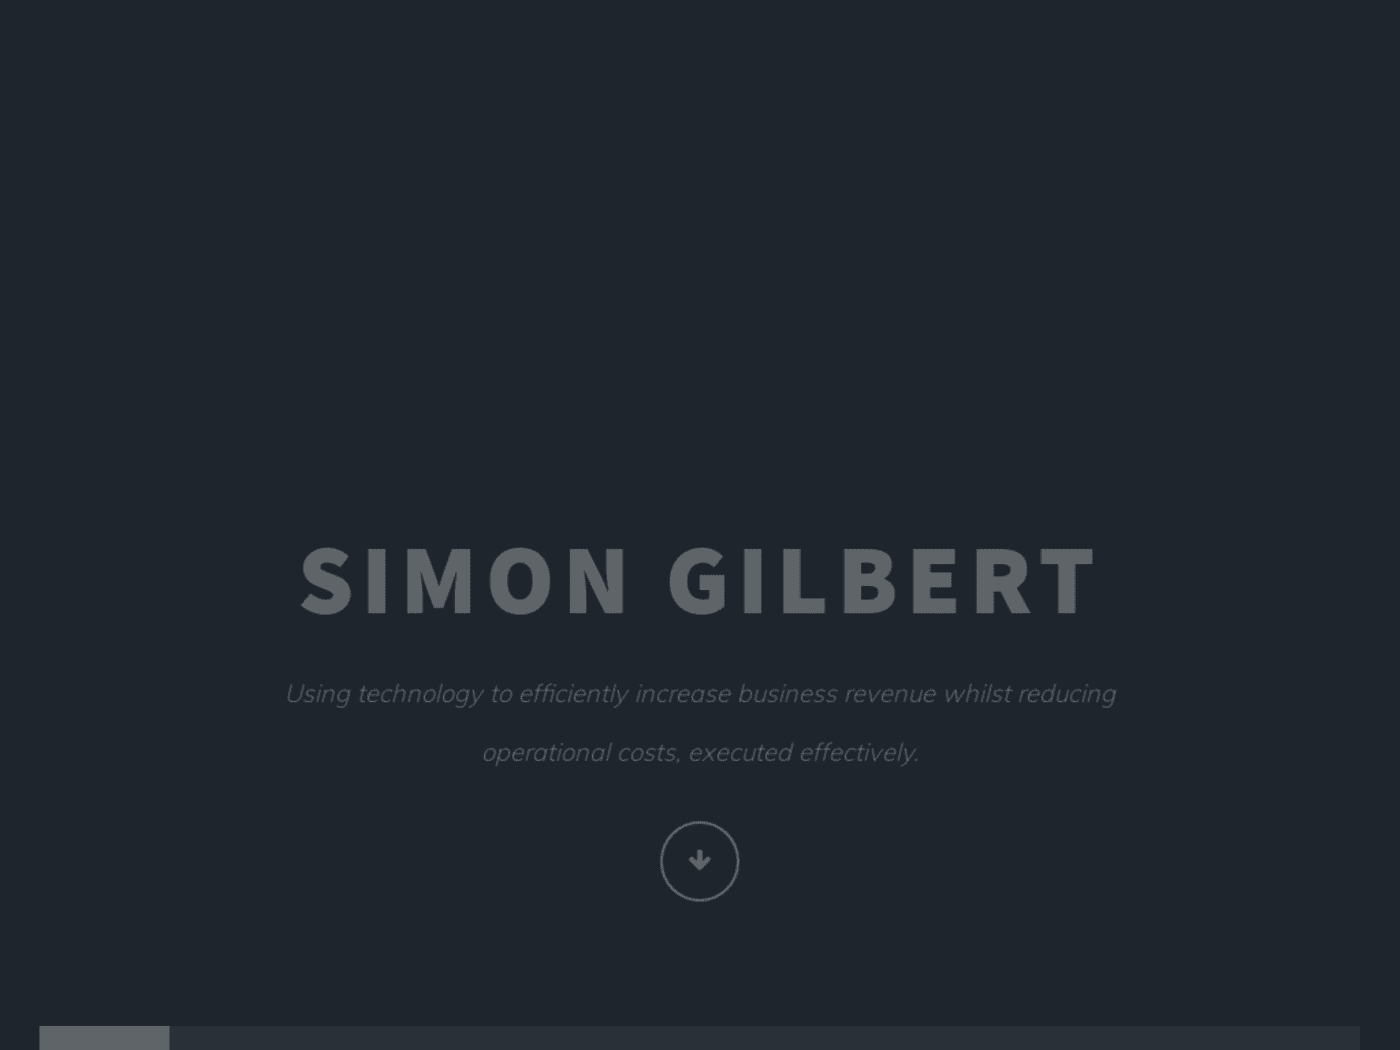 SIMON GILBERT
Using technology to efficiently increase business revenue whilst reducing
operational costs, executed effectively.